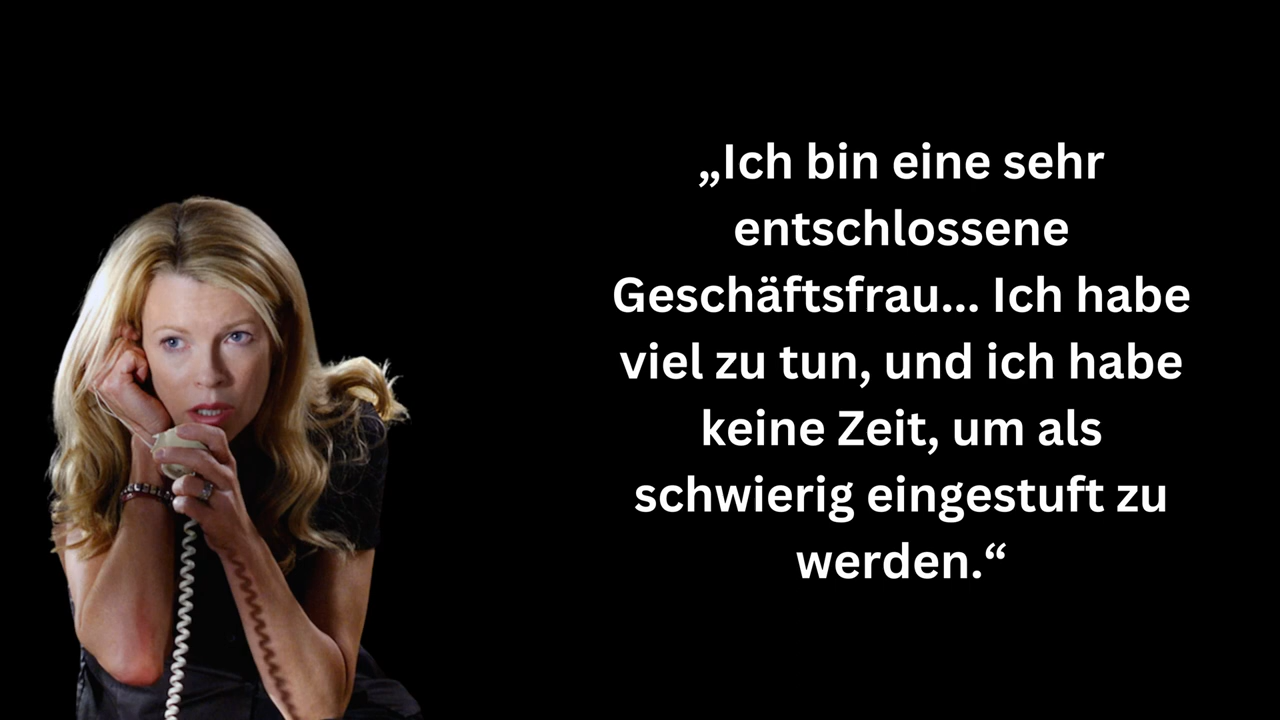 „Ich bin eine sehr
entschlossene
Geschäftsfrau... Ich habe
viel zu tun, und ich habe
keine Zeit, um als
schwierig eingestuft zu
werden.“